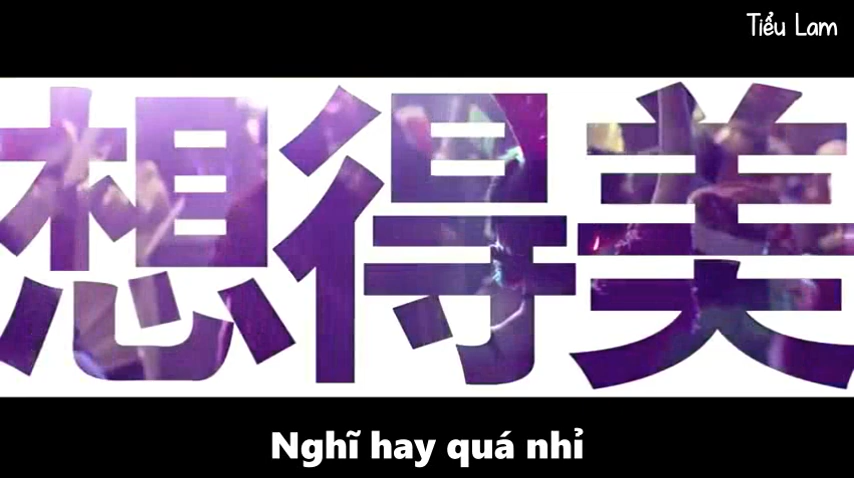 Tiểu Lam
想得美
Nghĩ hay quá nhỉ